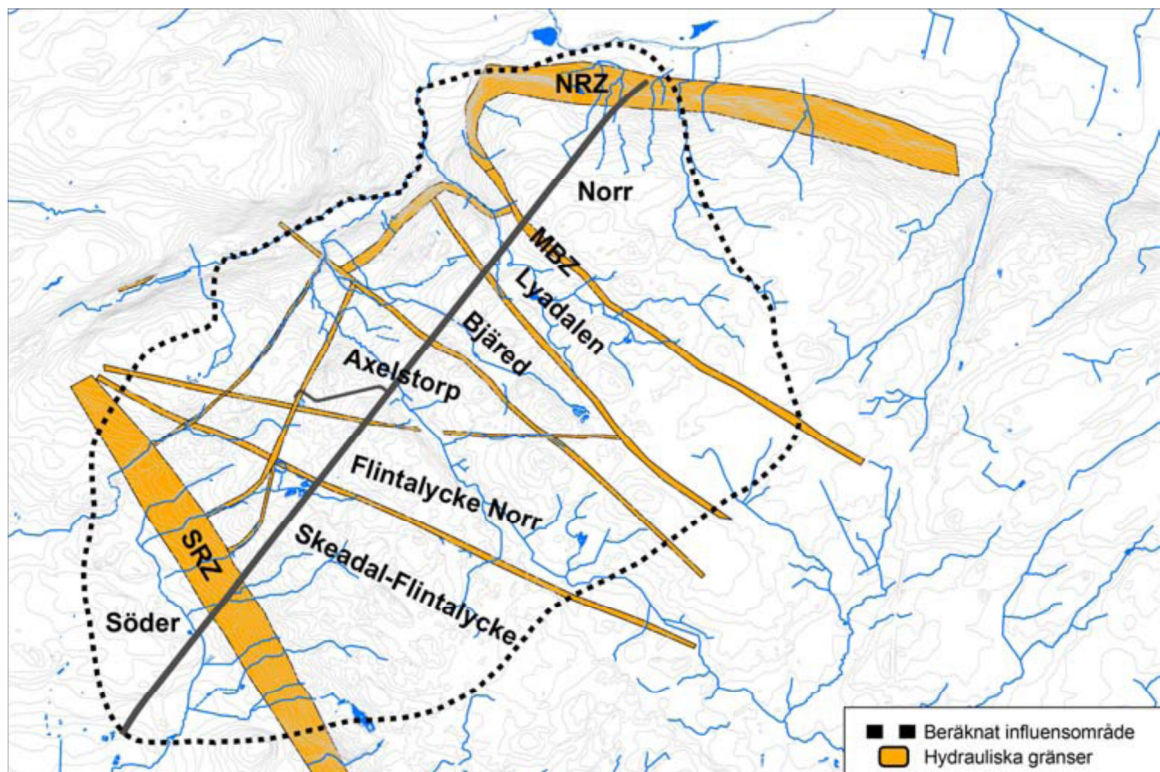 NRZ
Norr
MBZ
Lyadalen
Bjäred
Axelstorp
Flintalycke Norr
SRZ
Skeadal-Flintalycke
Söder
Beräknat influensområde
Hydrauliska gränser